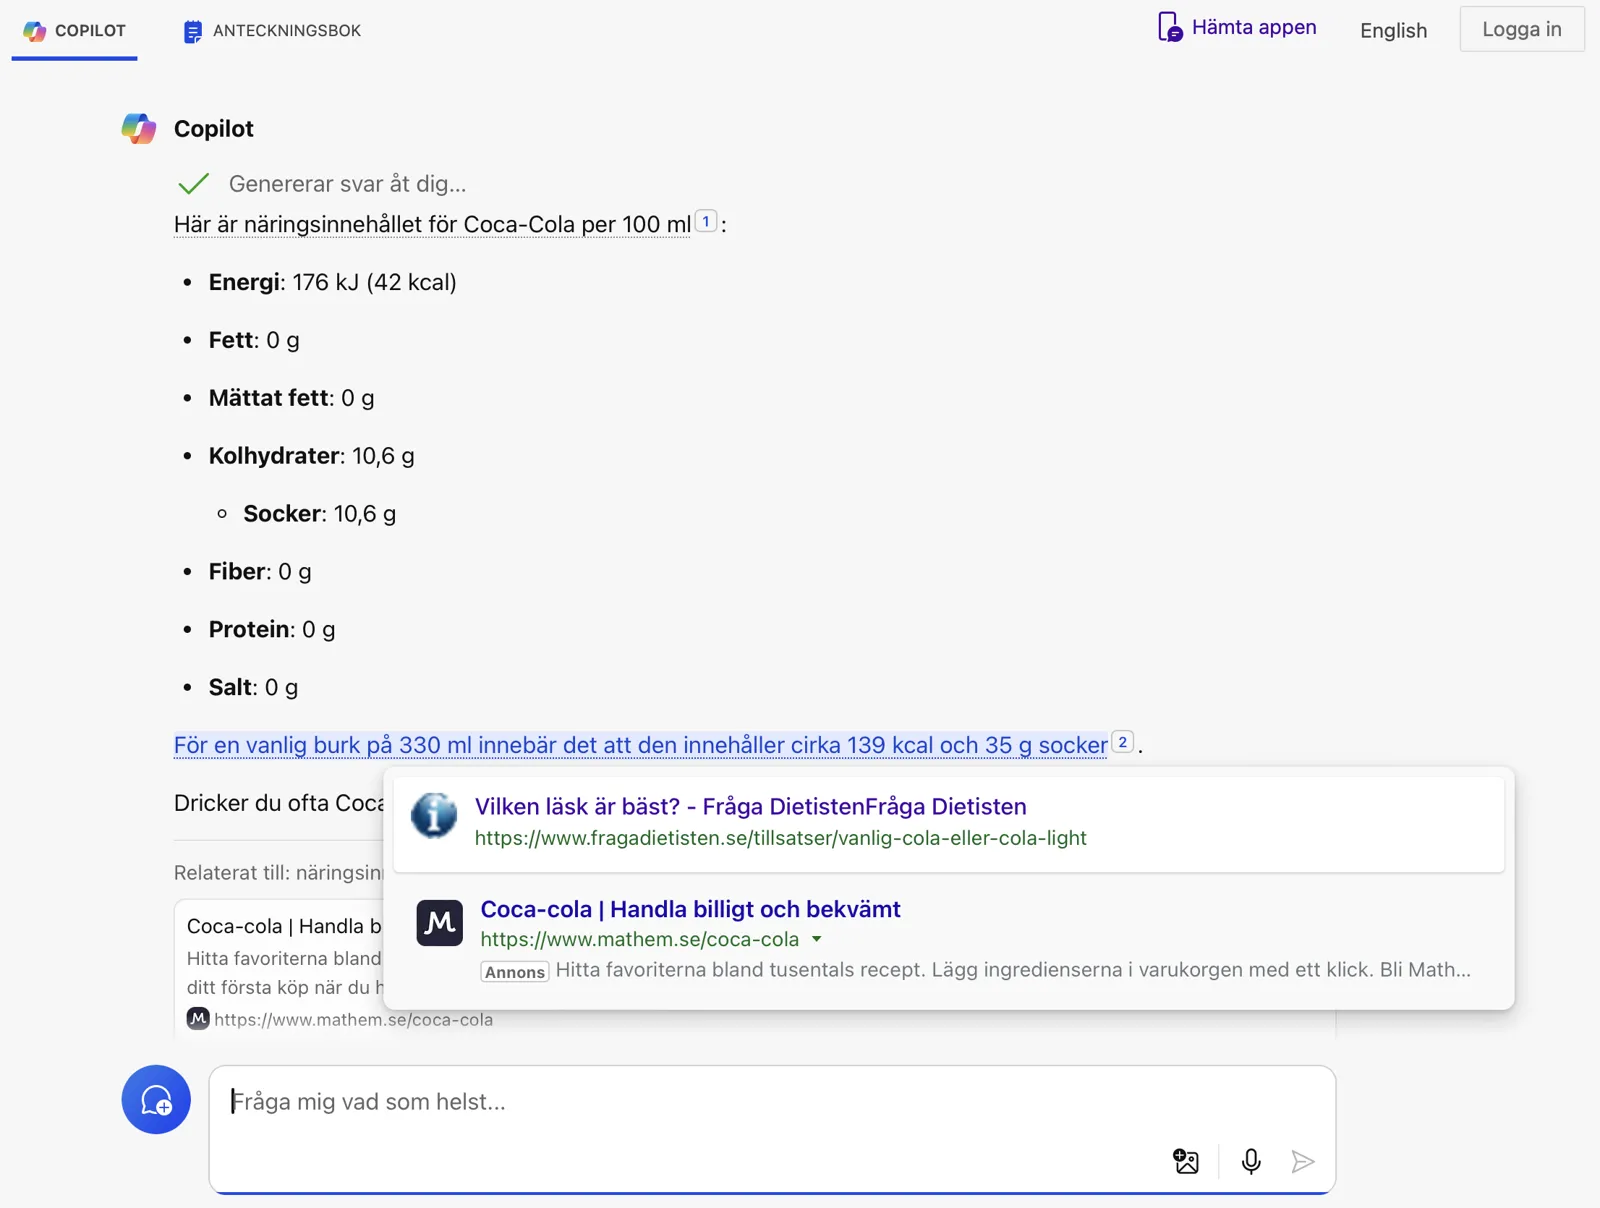 COPILOT
ANTECKNINGSBOK
Hämta appen
English
Logga in
Copilot
Genererar svar åt dig...
Här är näringsinnehållet för Coca-Cola per 100 ml 1 :
• Energi: 176 kJ (42 kcal)
• Fett: 0 g
• Mättat fett: 0 g
• Kolhydrater: 10,6 g
◦ Socker: 10,6 g
• Fiber: 0 g
• Protein: 0 g
• Salt: 0 g
För en vanlig burk på 330 ml innebär det att den innehåller cirka 139 kcal och 35 g socker 2 .
Dricker du ofta Coca
Vilken läsk är bäst? - Fråga DietistenFråga Dietisten
https://www.fragadietisten.se/tillsatser/vanlig-cola-eller-cola-light
Coca-cola | Handla billigt och bekvämt
https://www.mathem.se/coca-cola
Annons Hitta favoriterna bland tusentals recept. Lägg ingredienserna i varukorgen med ett klick. Bli Math...
Relaterat till: näringsin
Coca-cola | Handla b
Hitta favoriterna bland
ditt första köp när du h
https://www.mathem.se/coca-cola
Fråga mig vad som helst...